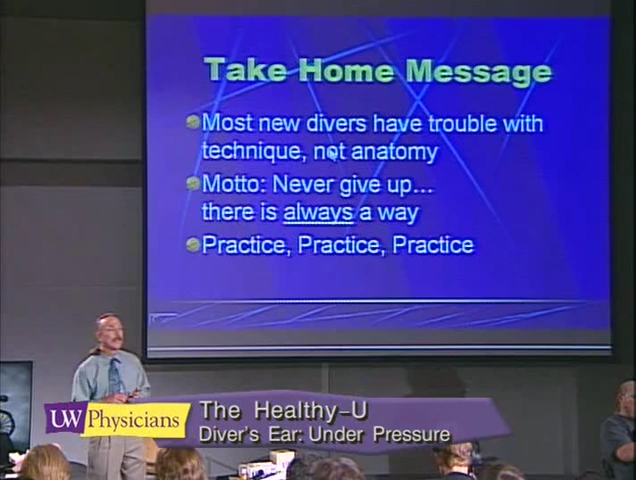 Take Home Message
Most new divers have trouble with
technique, not anatomy
Motto: Never give up...
there is always a way
Practice, Practice, Practice
UW Physicians
The Healthy-U
Diver's Ear: Under Pressure